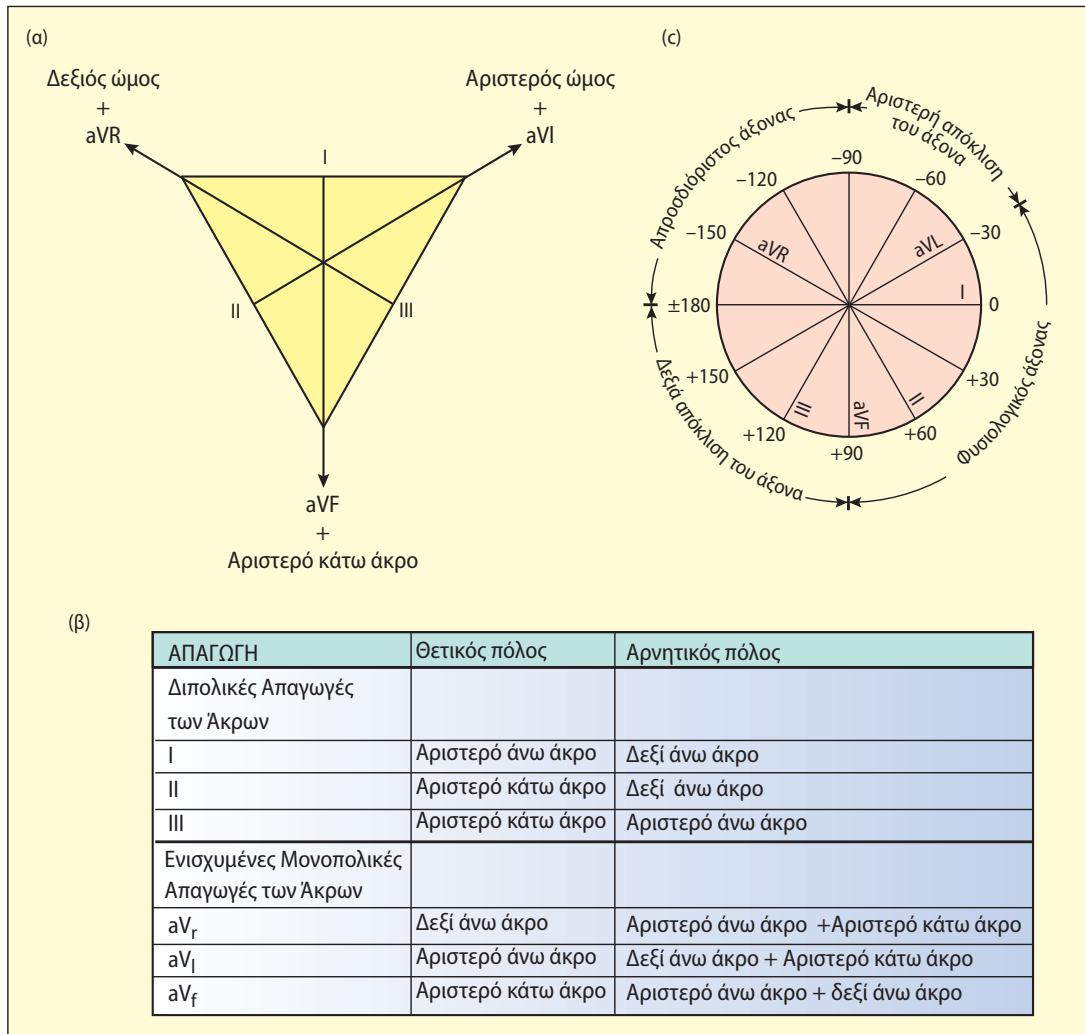 (α)
Δεξιός ώμος
+
aVR
Αριστερός ώμος
+
aVl
I
II
III
aVF
+
Αριστερό κάτω άκρο
(c)
Απροσδιόριστος άξονας
Αριστερή απόκλιση
του άξονα
Φυσιολογικός άξονας
Δεξιά απόκλιση του άξονα
−90
−120
−60
−150
−30
±180
0
+150
+30
+120
+60
+90
aVR
aVL
I
II
aVF
III
(β)
ΑΠΑΓΩΓΗ Θετικός πόλος Αρνητικός πόλος
Διπολικές Απαγωγές
των Άκρων
I Αριστερό άνω άκρο Δεξί άνω άκρο
II Αριστερό κάτω άκρο Δεξί άνω άκρο
III Αριστερό κάτω άκρο Αριστερό άνω άκρο
Ενισχυμένες Μονοπολικές
Απαγωγές των Άκρων
aVr Δεξί άνω άκρο Αριστερό άνω άκρο +Αριστερό κάτω άκρο
aVl Αριστερό άνω άκρο Δεξί άνω άκρο + Αριστερό κάτω άκρο
aVf Αριστερό κάτω άκρο Αριστερό άνω άκρο + δεξί άνω άκρο